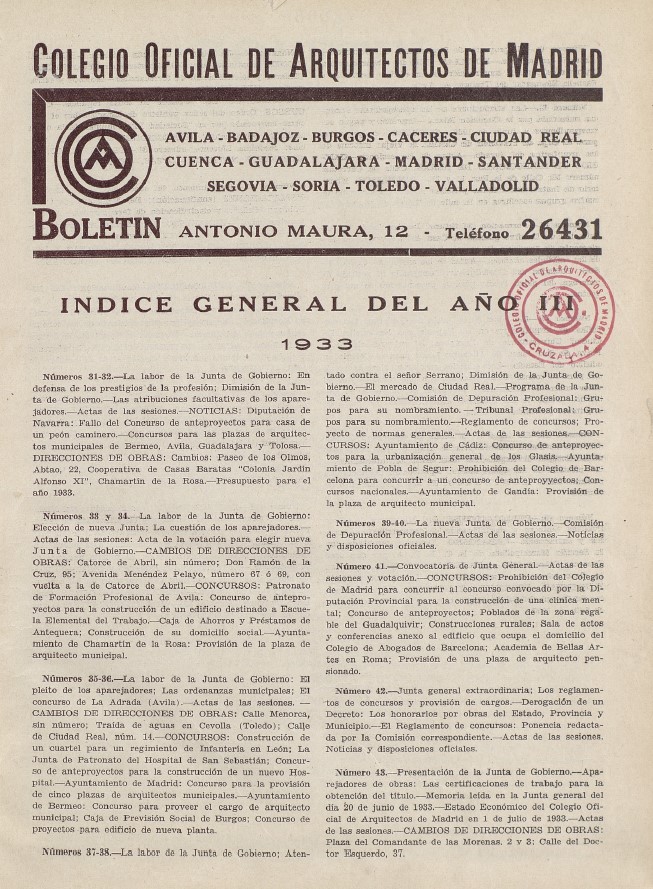 COLEGIO OFICIAL DE ARQUITECTOS DE MADRID
AVILA - BADAJOZ - BURGOS - CACERES - CIUDAD REAL
CUENCA - GUADALAJARA - MADRID - SANTANDER
SEGOVIA - SORIA - TOLEDO - VALLADOLID
BOLETIN ANTONIO MAURA, 12 - Teléfono 26431
INDICE GENERAL DEL AÑO III
1933
COLEGIO OFICIAL DE ARQUITECTOS DE MADRID
CRUZADA, 4
Números 31-32.—La labor de la Junta de Gobierno: En
defensa de los prestigios de la profesión; Dimisión de la Jun-
ta de Gobierno.—Las atribuciones facultativas de los apare-
jadores.—Actas de las sesiones.—NOTICIAS: Diputación de
Navarra: Fallo del Concurso de anteproyectos para casa de
un peón caminero.—Concursos para las plazas de arquitec-
tos municipales de Bermeo, Avila, Guadalajara y Tolosa.—
DIRECCIONES DE OBRAS: Cambios: Paseo de los Olmos,
Abtao, 22, Cooperativa de Casas Baratas "Colonia Jardín
Alfonso XI", Chamartín de la Rosa.—Presupuesto para el
año 1933.
Números 33 y 34.—La labor de la Junta de Gobierno:
Elección de nueva Junta; La cuestión de los aparejadores.—
Actas de las sesiones: Acta de la votación para elegir nueva
Junta de Gobierno.—CAMBIOS DE DIRECCIONES DE
OBRAS: Catorce de Abril, sin número; Don Ramón de la
Cruz, 95; Avenida Menéndez Pelayo, número 67 ó 69, con
vuelta a la de Catorce de Abril.—CONCURSOS: Patronato
de Formación Profesional de Avila: Concurso de antepro-
yectos para la construcción de un edificio destinado a Escue-
la Elemental del Trabajo.—Caja de Ahorros y Préstamos de
Antequera; Construcción de su domicilio social.—Ayunta-
miento de Chamartín de la Rosa: Provisión de la plaza de
arquitecto municipal.
Números 35-36.—La labor de la Junta de Gobierno: El
pleito de los aparejadores; Las ordenanzas municipales; El
concurso de La Adrada (Avila).—Actas de las sesiones.—
CAMBIOS DE DIRECCIONES DE OBRAS: Calle Menorca,
sin número; Traída de aguas en Cevolla (Toledo); Calle
de Ciudad Real, núm. 14.—CONCURSOS: Construcción de
un cuartel para un regimiento de Infantería en León; La
Junta de Patronato del Hospital de San Sebastián; Concur-
so de anteproyectos para la construcción de un nuevo Hos-
pital.—Ayuntamiento de Madrid: Concurso para la provisión
de cinco plazas de arquitectos municipales.—Ayuntamiento
de Bermeo: Concurso para proveer el cargo de arquitecto
municipal; Caja de Previsión Social de Burgos; Concurso de
proyectos para edificio de nueva planta.
Números 37-38.—La labor de la Junta de Gobierno; Aten-
tado contra el señor Serrano; Dimisión de la Junta de Go-
bierno.—El mercado de Ciudad Real.—Programa de la Jun-
ta de Gobierno.—Comisión de Depuración Profesional: Gru-
pos para su nombramiento.—Tribunal Profesional: Gru-
pos para su nombramiento.—Reglamento de concursos; Pro-
yecto de normas generales.—Actas de las sesiones.—CON-
CURSOS: Ayuntamiento de Cádiz: Concurso de anteproyec-
tos para la urbanización general de los Glasis.—Ayunta-
miento de Pobla de Segur: Prohibición del Colegio de Bar-
celona para concurrir a un concurso de anteproyyectos; Con-
cursos nacionales.—Ayuntamiento de Gandía: Provisión de
la plaza de arquitecto municipal.
Números 39-40.—La nueva Junta de Gobierno.—Comisión
de Depuración Profesional.—Actas de las sesiones.—Noticias
y disposiciones oficiales.
Número 41.—Convocatoria de Junta General.—Actas de las
sesiones y votación.—CONCURSOS: Prohibición del Colegio
de Madrid para concurrir al concurso convocado por la Di-
putación Provincial para la construcción de una clínica men-
tal; Concurso de anteproyectos; Poblados de la zona rega-
ble del Guadalquivir; Construcciones rurales; Sala de actos
y conferencias anexo al edificio que ocupa el domicilio del
Colegio de Abogados de Barcelona; Academia de Bellas Ar-
tes en Roma; Provisión de una plaza de arquitecto pen-
sionado.
Número 42.—Junta general extraordinaria; Los reglamen-
tos de concursos y provisión de cargos.—Derogación de un
Decreto: Los honorarios por obras del Estado, Provincia y
Municipio.—El Reglamento de concursos: Ponencia redacta-
da por la Comisión correspondiente.—Actas de las sesiones.
Noticias y disposiciones oficiales.
Número 43.—Presentación de la Junta de Gobierno.—Apa-
rejadores de obras: Las certificaciones de trabajo para la
obtención del título.—Memoria leída en la Junta general del
día 20 de junio de 1933.—Estado Económico del Colegio Ofi-
cial de Arquitectos de Madrid en 1 de julio de 1933.—Actas
de las sesiones.—CAMBIOS DE DIRECCIONES DE OBRAS:
Plaza del Comandante de las Morenas, 2 y 3; Calle del Doc-
tor Esquerdo, 37.